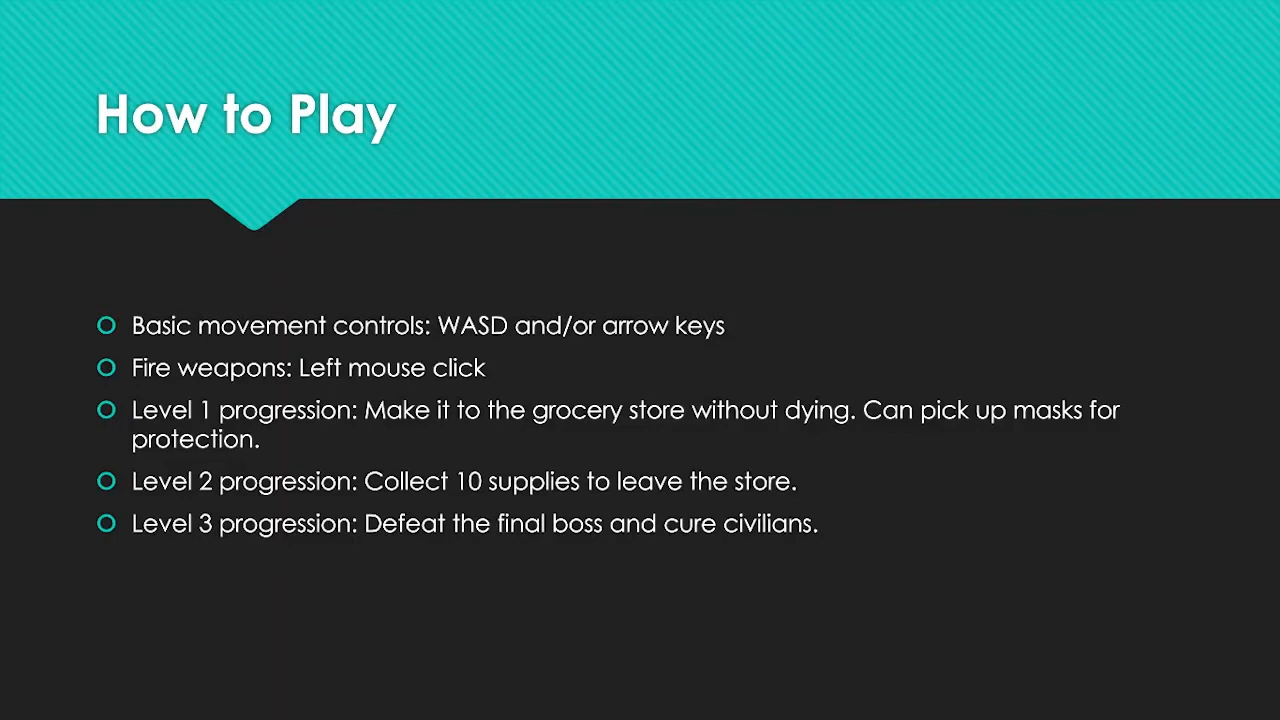 How to Play
Basic movement controls: WASD and/or arrow keys
Fire weapons: Left mouse click
Level 1 progression: Make it to the grocery store without dying. Can pick up masks for
protection.
Level 2 progression: Collect 10 supplies to leave the store.
Level 3 progression: Defeat the final boss and cure civilians.